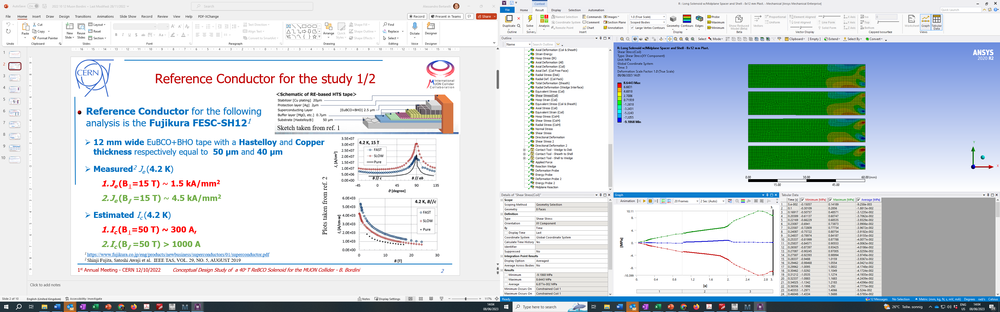 AutoSave On 2022 10 12 Muon Bordini • Last Modified: 28/11/2022 Search Alessandro Bertarelli
File Home Insert Draw Design Transitions Animations Slide Show Record Review View Help PDF-XChange Record Present in Teams Share
Paste Cut Copy Format Painter New Slide Reuse Slides Layout Reset Section
Text Direction Align Text Convert to SmartArt
Arrange Quick Styles Shape Fill Shape Outline Shape Effects Find Replace Select Dictate Designer
Undo Clipboard Slides Font Paragraph Drawing Editing Voice Designer
1
2
3
4
5
6
7
8
9
10
CERN
Reference Conductor for the study 1/2
International
MUON Collider
Collaboration
<Schematic of RE-based HTS tape>
Stabilizer [Cu plating] 20μm
Protection layer [Ag] 2μm
Superconducting Layer [EuBCO+BHO] 2.5 μm
Buffer layer [MgO, etc.] 0.7μm
Substrate [Hastelloy®] 50 μm
Sketch taken from ref. 1
Reference Conductor for the following
analysis is the Fujikura FESC-SH12¹
➢ 12 mm wide EuBCO+BHO tape with a Hastelloy and Copper
thickness respectively equal to 50 μm and 40 μm
➢ Measured² Je(4.2 K)
1.Je(B⊥=15 T) ~ 1.5 kA/mm²
2.Je(B∕∕=15 T) ~ 4.5 kA/mm²
➢ Estimated Ic(4.2 K)
1.Ic(B⊥=50 T) ~ 300 A,
2.Ic(B∕∕=50 T) > 1000 A
Plots taken from ref. 2
4.2 K, 15 T
FAST
SLOW
Pure
Jc [A/cm²]
3.5E+07
3.0E+07
2.5E+07
2.0E+07
1.5E+07
1.0E+07
5.0E+06
0.0E+00
B // c B // ab
-45 0 45 90 135
ϑ [degree]
4.2 K, B//c
FAST
SLOW
Pure
Ic [A/cm-w]
6.0E+03
5.0E+03
4.0E+03
3.0E+03
2.0E+03
1.0E+03
0.0E+00
0 10 20 30
B [T]
1 https://www.fujikura.co.jp/eng/products/newbusiness/superconductors/01/superconductor.pdf
2 Shinji Fujita, Satoshi Awaji et al. IEEE TAS, VOL. 29, NO. 5, AUGUST 2019
1st Annual Meeting - CERN 12/10/2022 Conceptual Design Study of a 40+ T ReBCO Solenoid for the MUON Collider - B. Bordini 2
Click to add notes
Slide 2 of 10 English (United Kingdom) Accessibility: Investigate Notes Display Settings 117%
14:04
08/06/2023
Context
R : Long Solenoid w/Midplane Spacer and Shell - 8x12 mm Plast. - Mechanical [Ansys Mechanical Enterprise]
File Home Result Display Selection Automation Quick Launch
Duplicate Solve Analysis
Named Selection Coordinate System Remote Point Commands Comment Chart Images Section Plane Annotation
1.0 (True Scale)
Scoped Bodies
Large Vertex Contours
Geometry Contours Edges Probe Maximum Minimum
Show Reduced Model (Beta)
Vectors Proportional Uniform Element Aligned Grid Aligned Line Form Solid Form X Axis Y Axis Z Axis
Iso Top Bottom 0 Worksheet Graph Tabular Data
Outline Solver Insert Display Beta Vector Display Capped Isosurface Views
Outline
Name Search Outline
Select Mode Clipboard [ Empty ] Extend Select By Convert
Axial Deformation (Coil & Sheath)
Strain Energy
Hoop Stress (IR)
Axial Deformation (All)
Axial Deformation (Coil)
Axial Def. (Coil Free Face)
Radial Stress (Disk)
Radial Def. (Coil Pack)
Total Deformation (Sheath)
Radial Deformation (Wedge Interface)
Equivalent Stress (Coil)
Shear Stress(Coil)
Hoop Strain (Coil)
Equivalent Stress (Coil & Sheath)
Axial Stress (Coil)
Equivalent Strain (Coil)
Hoop Stress (Coil4)
Shear Stress (Coil4)
Radial Stress (Coil4)
Normal Stress
Shear Stress
Directional Deformation
Shear Stress 2
Directional Deformation 2
Contact Tool - Wedge to Disk
Contact Tool - Sheath to Shell
Contact Tool - Shell to Wedge
Applied Force
Reaction Wedge
Deformation Probe
Energy Probe
Deformation Probe 2
Energy Probe 2
Midplane Reaction
R: Long Solenoid w/Midplane Spacer and Shell - 8x12 mm Plast.
Shear Stress(Coil)
Type: Shear Stress(XY Component)
Unit: MPa
Global Coordinate System
Time: 3
Deformation Scale Factor: 1.0 (True Scale)
08/06/2023 14:01
8.6443 Max
6.6631
4.6818
2.7006
0.71939
-1.2618
-3.2431
-5.2243
-7.2055
-9.1868 Min
ANSYS
2020 R2
Y
X
0.00 30.00 60.00 (mm)
15.00 45.00
Details of "Shear Stress(Coil)"
Scope
Scoping Method Geometry Selection
Geometry 8 Faces
Definition
Type Shear Stress
Orientation XY Component
By Time
Display Time Last
Coordinate System Global Coordinate System
Calculate Time History Yes
Identifier
Suppressed No
Integration Point Results
Display Option Averaged
Average Across Bodies No
Results
Minimum -9.1868 MPa
Maximum 8.6443 MPa
Average 6.877e-002 MPa
Minimum Occurs On Constrained Coil 1
Maximum Occurs On Constrained Coil 1
Graph
Animation 20 Frames 2 Sec (Auto)
3.
10.11
8.
4.
0.
-4.
-8.
-10.399
[MPa]
0. 0.4 0.8 1.2 1.6 2. 2.4 2.8 3.
[s]
1 2 3
Tabular Data
Time [s] Minimum [MPa] Maximum [MPa] Average [MPa]
1 5.e-002 -0.15057 0.14189 -9.258e-003
2 0.1 -0.30109 0.2856 -1.8813e-002
3 0.16917 -0.50757 0.48571 -3.1235e-002
4 0.20389 -0.61137 0.60747 -3.7062e-002
5 0.22169 -0.66229 0.68535 -3.9329e-002
6 0.23087 -0.6941 0.73873 -3.9906e-002
7 0.23587 -0.72809 0.77734 -3.9672e-002
8 0.24087 -0.75722 0.80754 -3.9182e-002
9 0.24837 -0.78974 0.84187 -3.9155e-002
10 0.25337 -0.81999 0.87788 -4.0077e-002
11 0.25837 -0.84571 0.90553 -4.0063e-002
12 0.26587 -0.87397 0.93425 -4.0186e-002
13 0.27087 -0.90245 0.97005 -4.0259e-002
14 0.27587 -0.92393 0.98994 -3.9749e-002
15 0.28337 -0.9488 1.0159 -3.9367e-002
16 0.29462 -0.98468 1.0554 -4.0421e-002
17 0.29962 -1.0095 1.0832 -4.1748e-002
18 0.30462 -1.0292 1.1049 -4.1724e-002
19 0.31212 -1.0535 1.1274 -4.1935e-002
20 0.32337 -1.0883 1.1683 -4.2439e-002
21 0.34025 -1.1342 1.2183 -4.4396e-002
22 0.36556 -1.1998 1.292 -4.7775e-002
23 0.40353 -1.2971 1.4066 -5.524e-002
24 0.46048 -1.4334 1.5688 -6.5785e-002
Ready 12 Messages No Selection Metric (mm, kg, N, s, mV, mA) Degrees rad/s Celsius
Type here to search 26°C Teilw. sonnig ENG US 14:04 08/06/2023 28